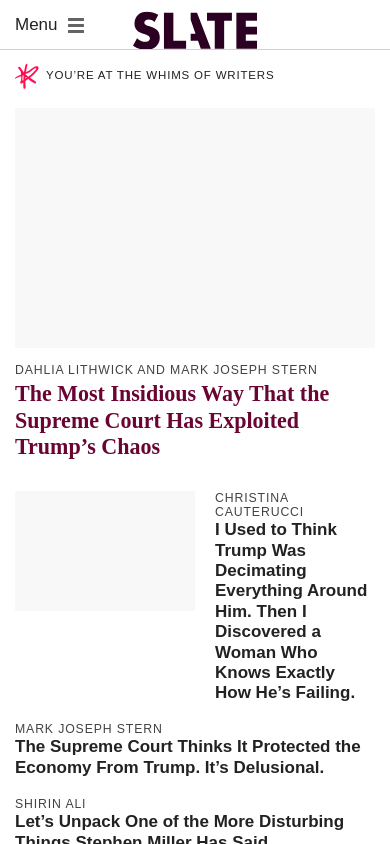 Menu
SLATE
YOU’RE AT THE WHIMS OF WRITERS
DAHLIA LITHWICK AND MARK JOSEPH STERN
The Most Insidious Way That the
Supreme Court Has Exploited
Trump’s Chaos
CHRISTINA
CAUTERUCCI
I Used to Think
Trump Was
Decimating
Everything Around
Him. Then I
Discovered a
Woman Who
Knows Exactly
How He’s Failing.
MARK JOSEPH STERN
The Supreme Court Thinks It Protected the
Economy From Trump. It’s Delusional.
SHIRIN ALI
Let’s Unpack One of the More Disturbing
Things Stephen Miller Has Said